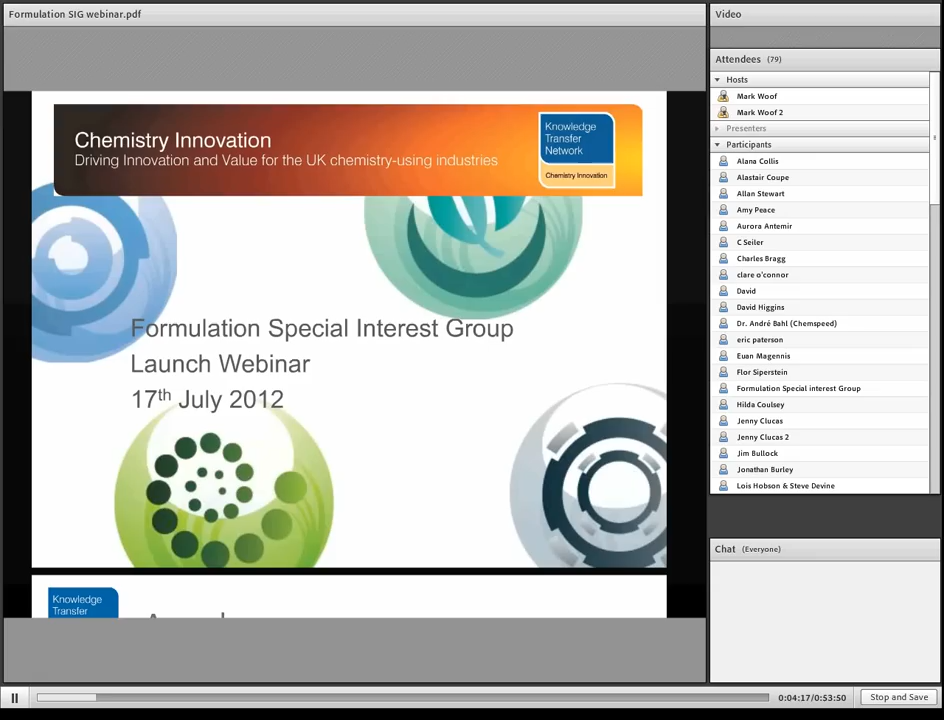 Formulation SIG webinar.pdf
Chemistry Innovation
Driving Innovation and Value for the UK chemistry-using industries
Knowledge
Transfer
Network
Chemistry Innovation
Formulation Special Interest Group
Launch Webinar
17th July 2012
Knowledge
Transfer
Video
Attendees (79)
Hosts
Mark Woof
Mark Woof 2
Presenters
Participants
Alana Collis
Alastair Coupe
Allan Stewart
Amy Peace
Aurora Antemir
C Seiler
Charles Bragg
clare o'connor
David
David Higgins
Dr. André Bahl (Chemspeed)
eric paterson
Euan Magennis
Flor Siperstein
Formulation Special interest Group
Hilda Coulsey
Jenny Clucas
Jenny Clucas 2
Jim Bullock
Jonathan Burley
Lois Hobson & Steve Devine
Chat (Everyone)
0:04:17/0:53:50
Stop and Save